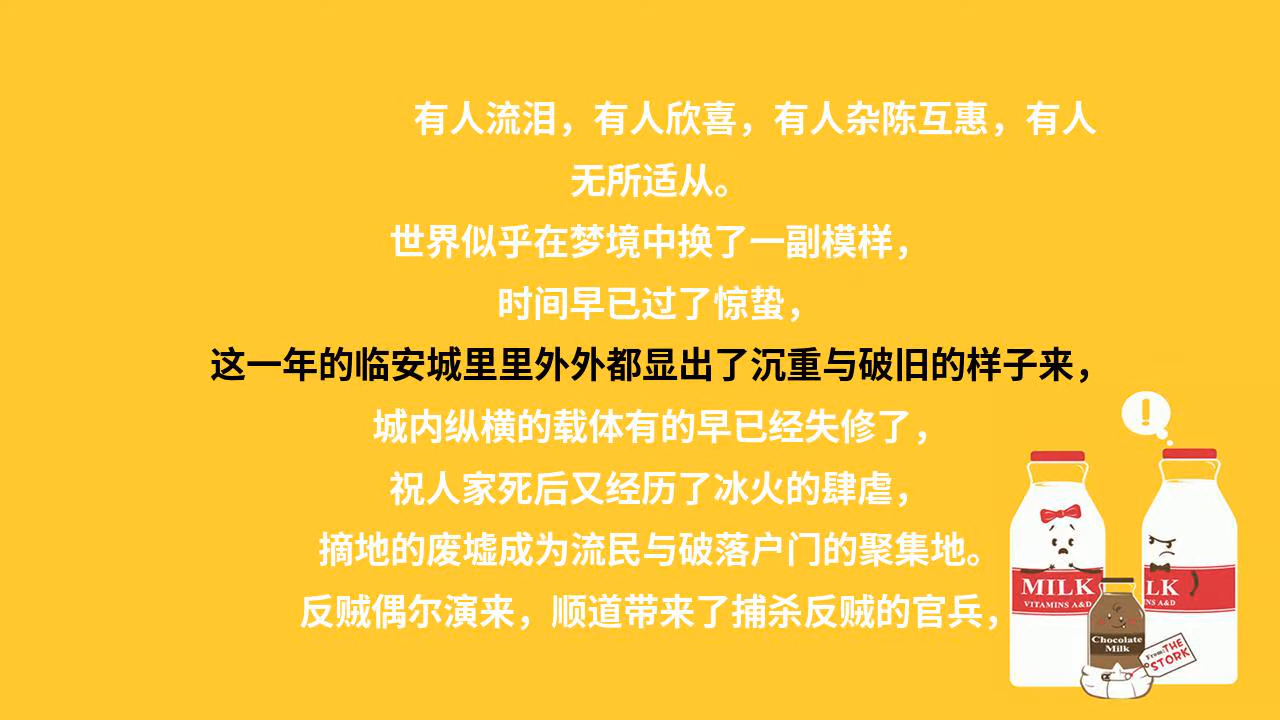 有人流泪，有人欣喜，有人杂陈互惠，有人
无所适从。
世界似乎在梦境中换了一副模样，
时间早已过了惊蛰，
这一年的临安城里里外外都显出了沉重与破旧的样子来，
城内纵横的载体有的早已经失修了，
祝人家死后又经历了冰火的肆虐，
摘地的废墟成为流民与破落户门的聚集地。
反贼偶尔演来，顺道带来了捕杀反贼的官兵，
!
MILK
VITAMINS A&D
LK
NS A&D
Chocolate
Milk
From: THE
STORK